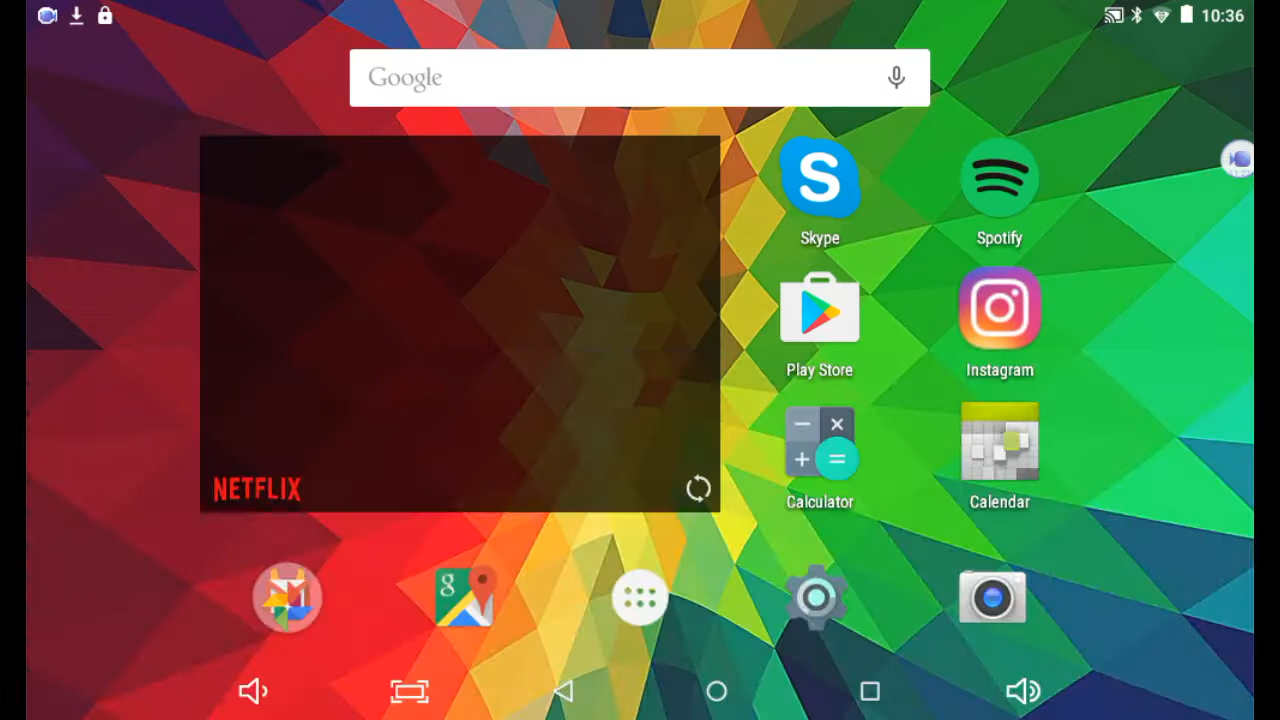 10:36
Google
Skype
Spotify
Play Store
Instagram
Calculator
Calendar
NETFLIX